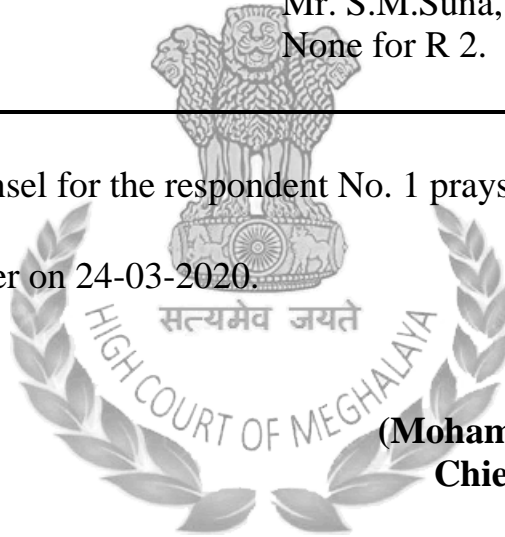 Mr. S.M.Suna,
None for R 2.
nsel for the respondent No. 1 prays
er on 24-03-2020.
सत्यमेव जयते
HIGH COURT OF MEGHALAYA
(Moham
Chie